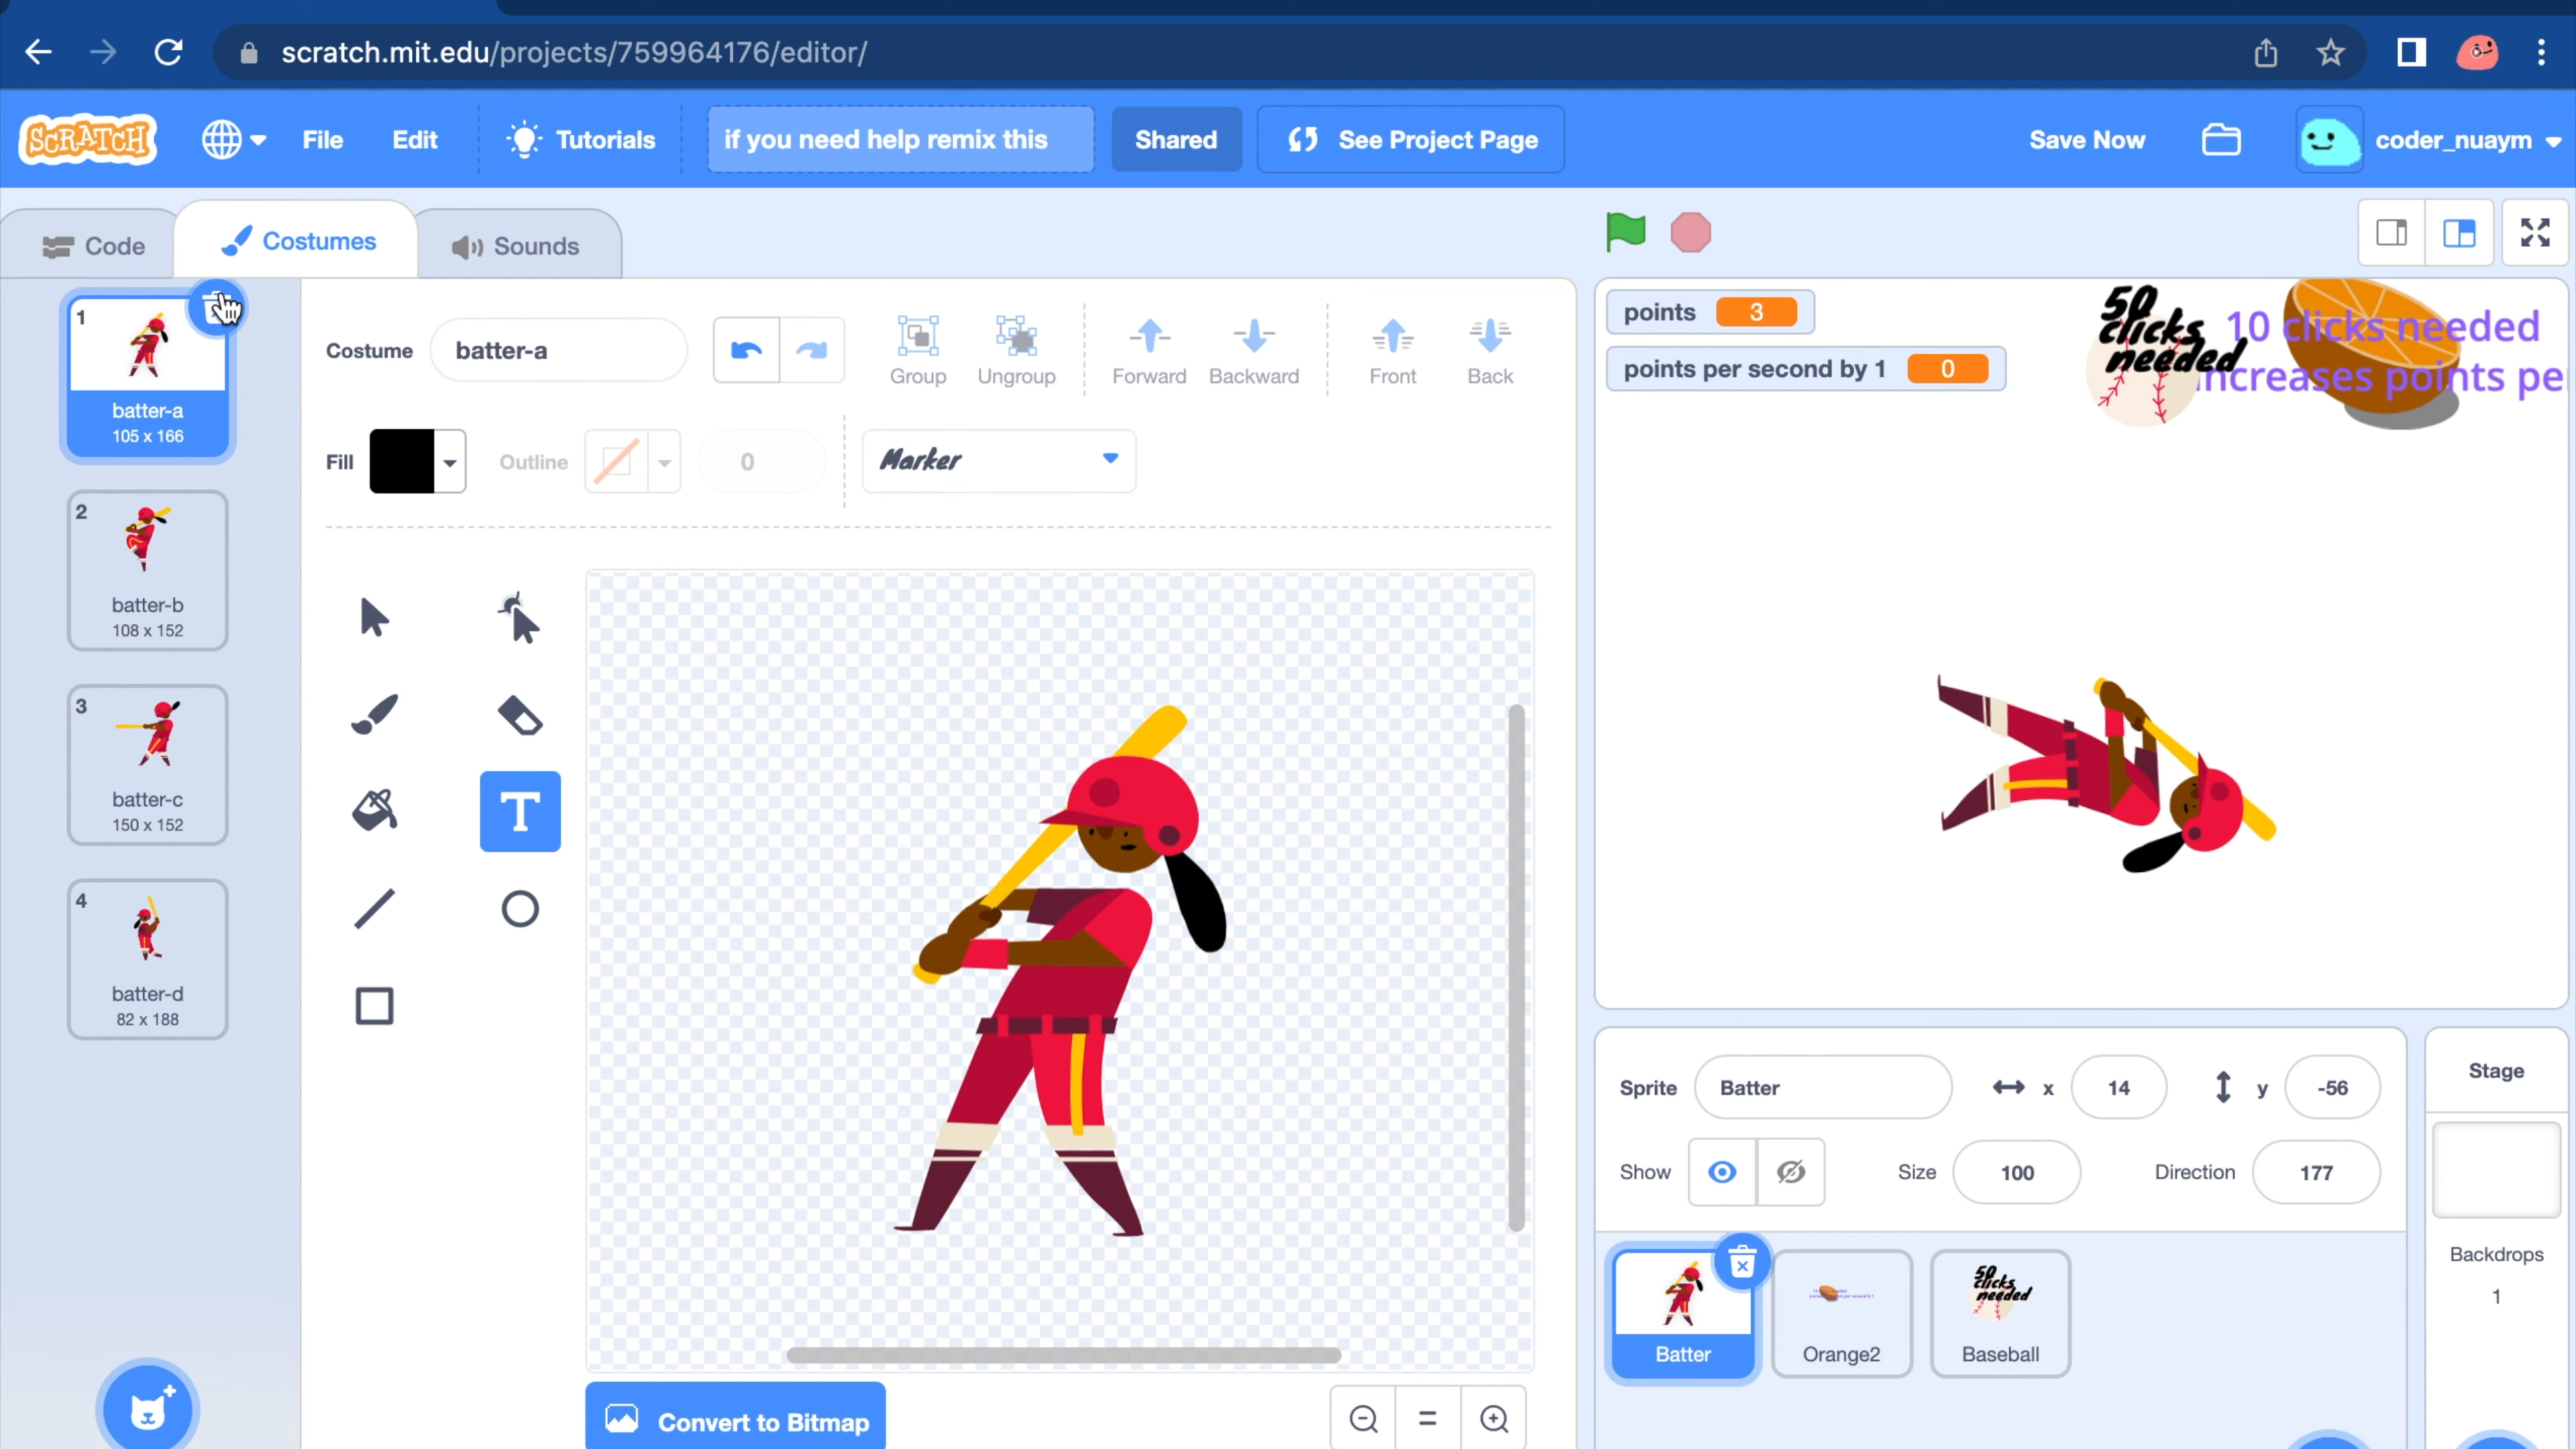 scratch.mit.edu/projects/759964176/editor/
SCRATCH File Edit Tutorials if you need help remix this Shared See Project Page Save Now coder_nuaym
Code Costumes Sounds
1
batter-a
105 x 166
2
batter-b
108 x 152
3
batter-c
150 x 152
4
batter-d
82 x 188
Costume batter-a Group Ungroup Forward Backward Front Back
Fill Outline 0 Marker
T
Convert to Bitmap
points 3
points per second by 1 0
50
clicks
needed
10 clicks needed
increases points pe
Sprite Batter x 14 y -56
Show Size 100 Direction 177
Batter
Orange2
50
clicks
needed
Baseball
Stage
Backdrops
1